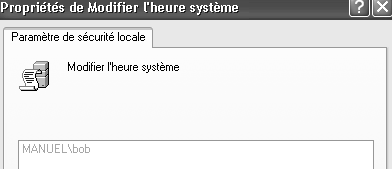 Propriétés de Modifier l'heure système
Paramètre de sécurité locale
Modifier l'heure système
MANUEL\bob